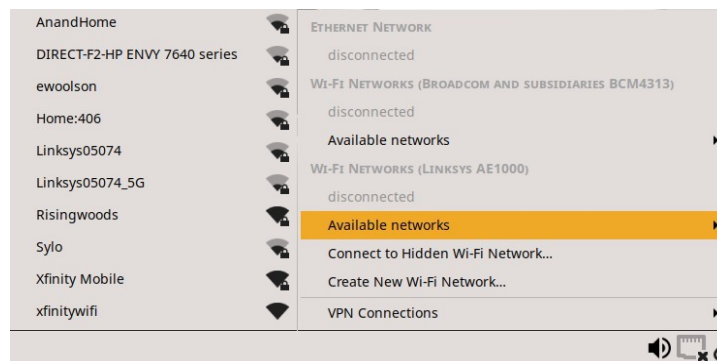 AnandHome
DIRECT-F2-HP ENVY 7640 series
ewoolson
Home:406
Linksys05074
Linksys05074_5G
Risingwoods
Sylo
Xfinity Mobile
xfinitywifi
Ethernet Network
disconnected
Wi-Fi Networks (Broadcom and subsidiaries BCM4313)
disconnected
Available networks
Wi-Fi Networks (Linksys AE1000)
disconnected
Available networks
Connect to Hidden Wi-Fi Network...
Create New Wi-Fi Network...
VPN Connections